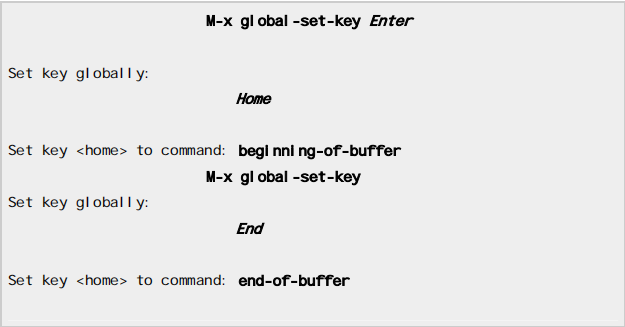 M-x global-set-key Enter
Set key globally:
Home
Set key <home> to command: beginning-of-buffer
M-x global-set-key
Set key globally:
End
Set key <home> to command: end-of-buffer